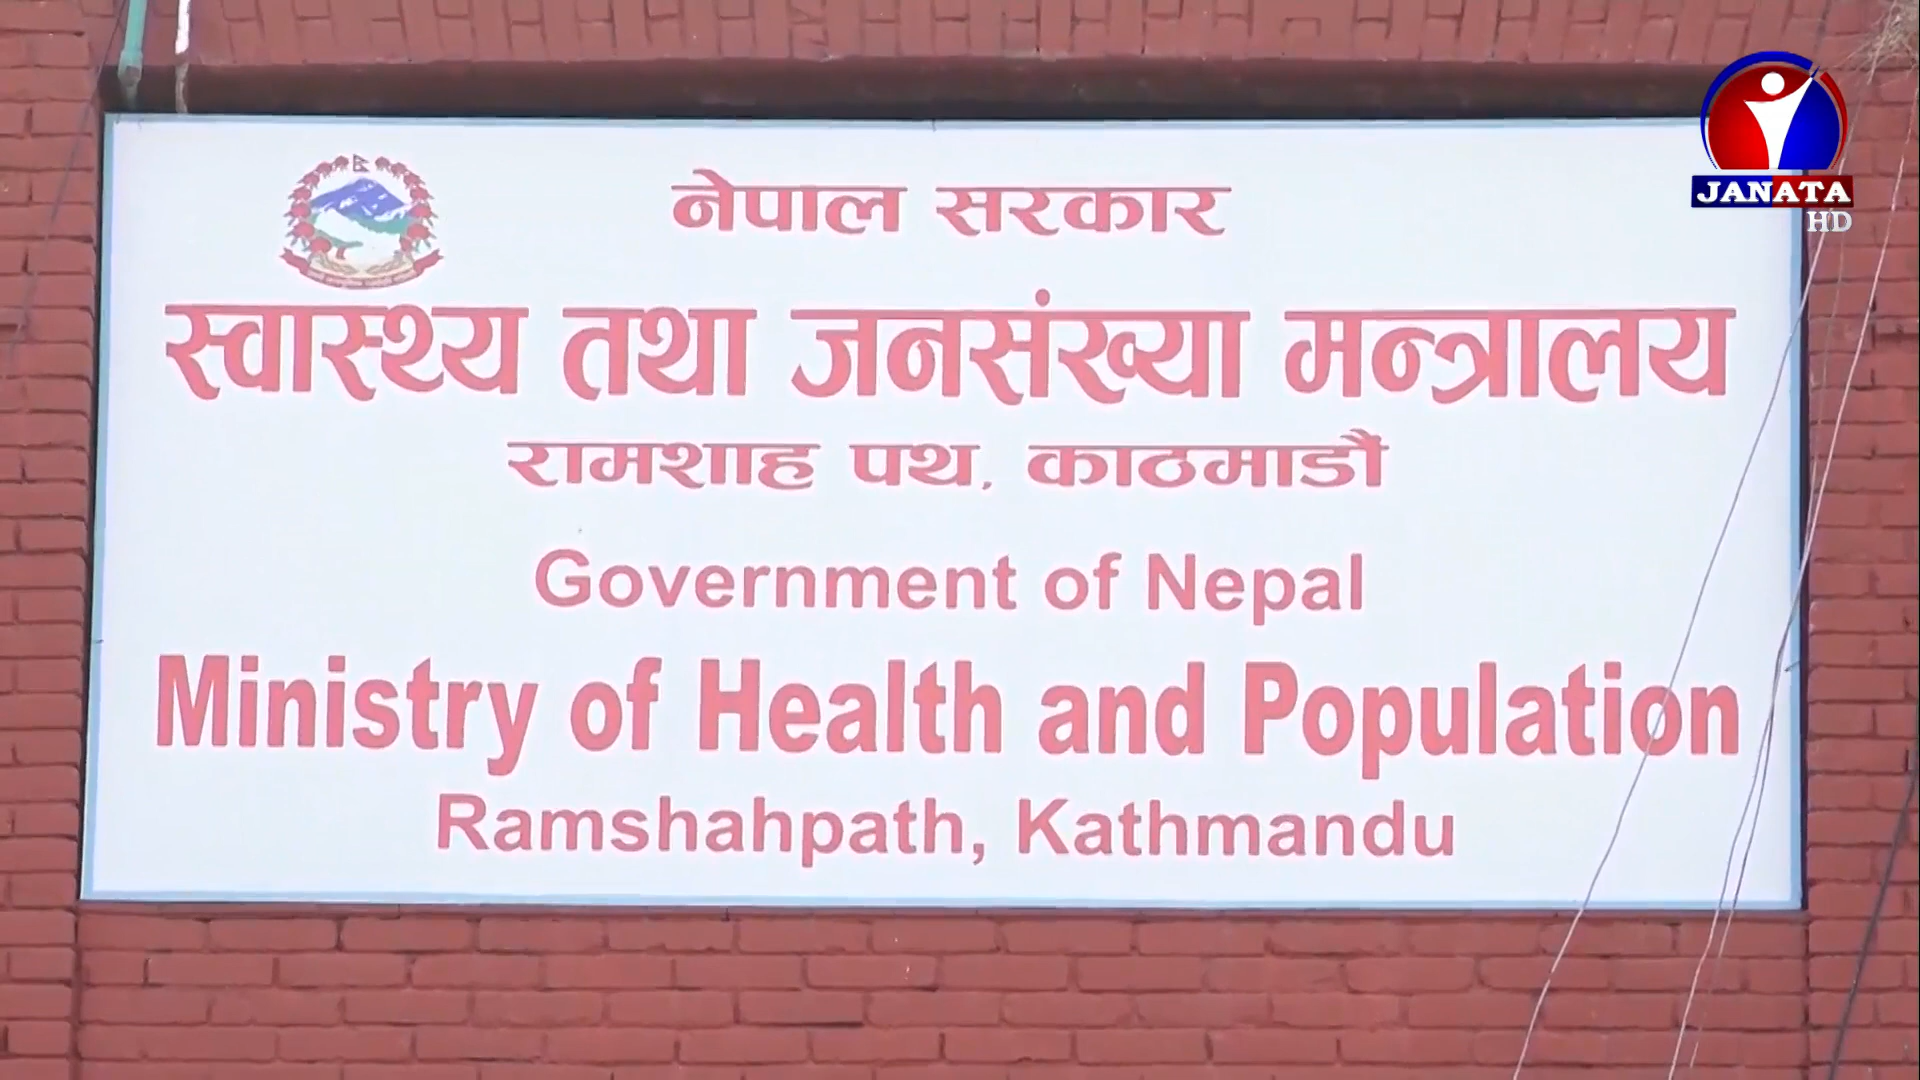 नेपाल सरकार
स्वास्थ्य तथा जनसंख्या मन्त्रालय
रामशाह पथ, काठमाडौं
Government of Nepal
Ministry of Health and Population
Ramshahpath, Kathmandu
JANATA
HD